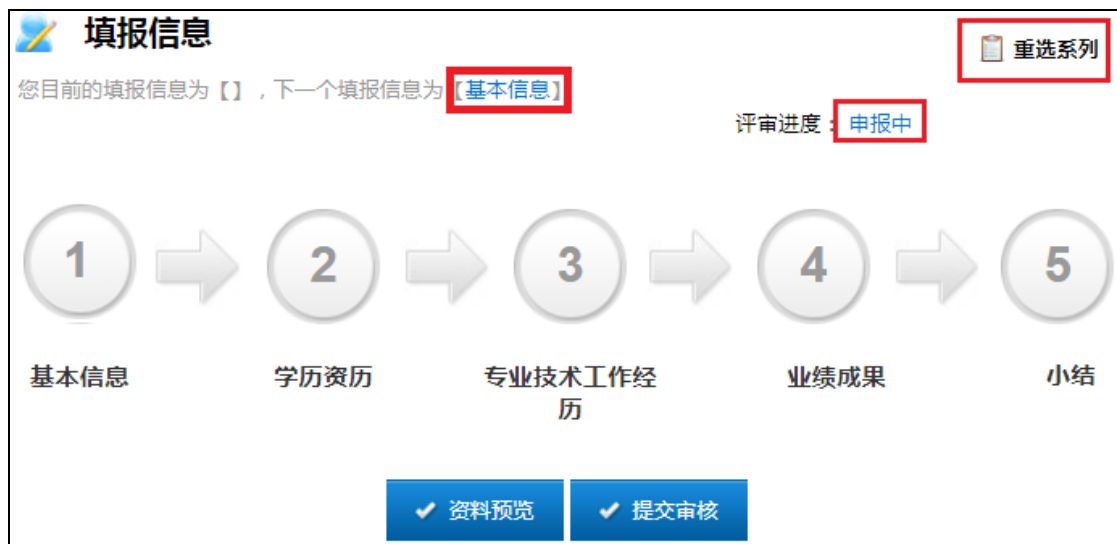 填报信息
重选系列
您目前的填报信息为【】，下一个填报信息为【基本信息】
评审进度：申报中
1 2 3 4 5
基本信息 学历资历 专业技术工作经 业绩成果 小结
历
资料预览 提交审核